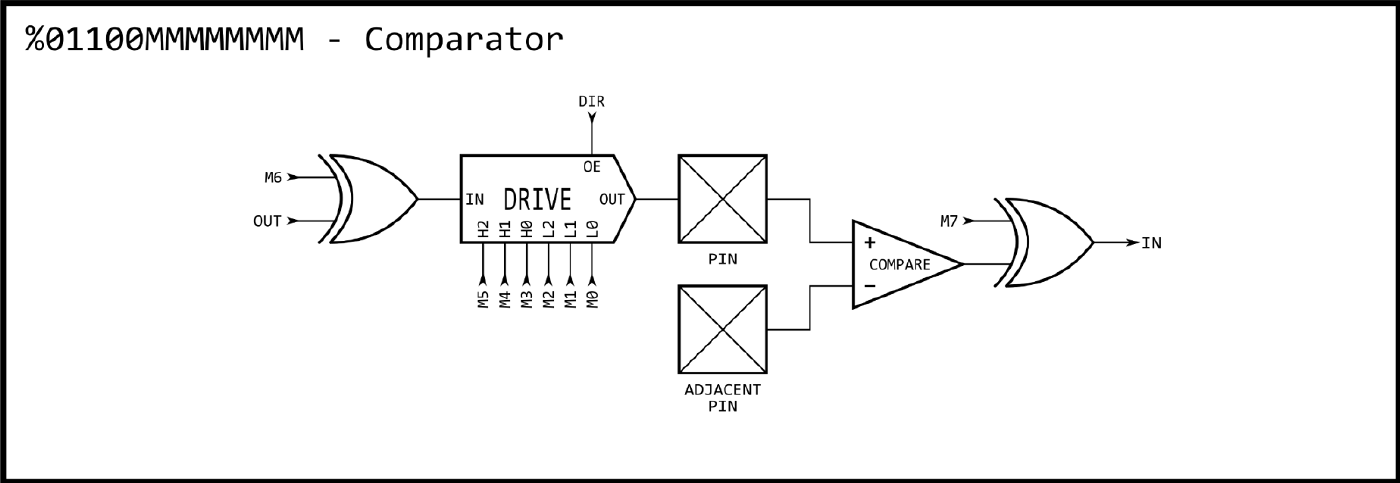 %01100MMMMMMMM - Comparator
DIR
OE
M6
OUT
IN
DRIVE
OUT
H2
H1
H0
L2
L1
L0
M5
M4
M3
M2
M1
M0
PIN
ADJACENT
PIN
+
COMPARE
−
M7
IN